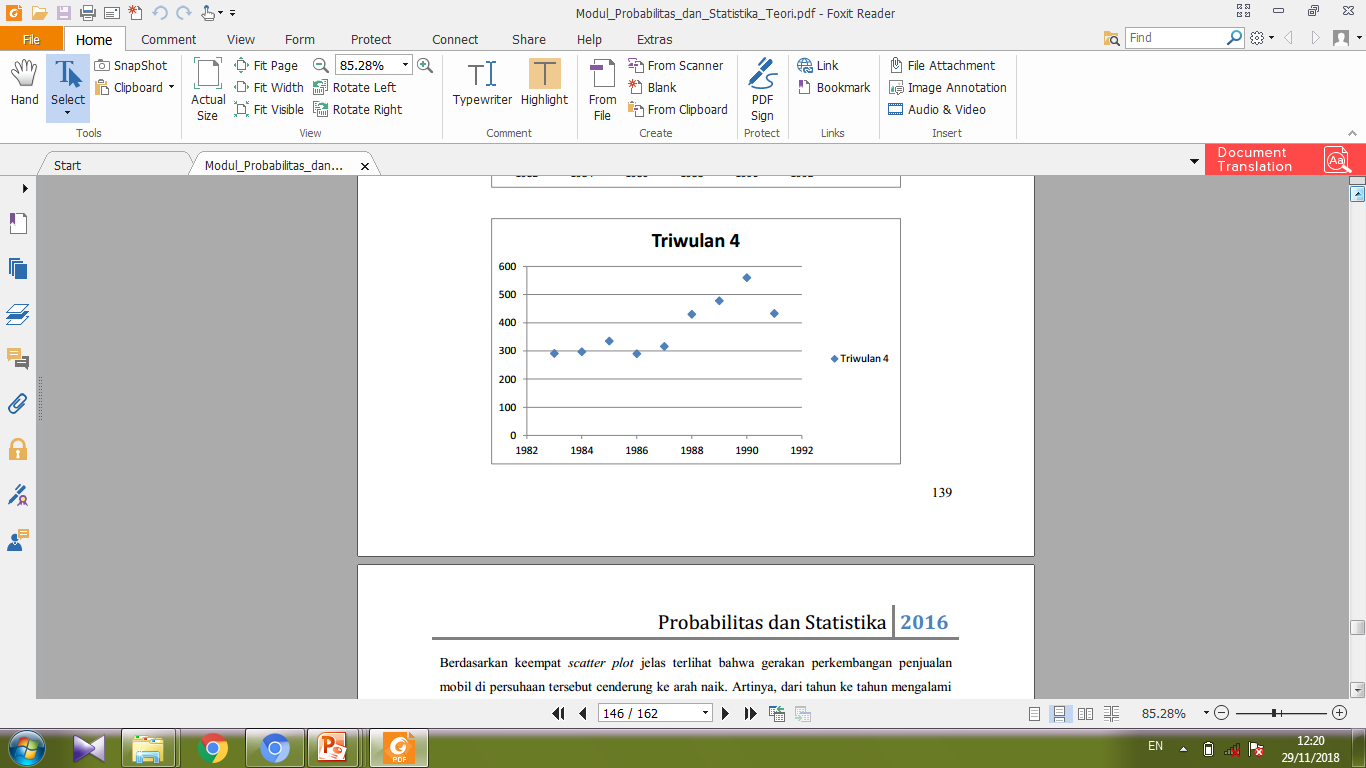 Modul_Probabilitas_dan_Statistika_Teori.pdf - Foxit Reader
File Home Comment View Form Protect Connect Share Help Extras Find
Hand
Select
SnapShot
Clipboard
Tools
Actual
Size
Fit Page
Fit Width
Fit Visible
85.28%
Rotate Left
Rotate Right
View
Typewriter
Highlight
Comment
From
File
From Scanner
Blank
From Clipboard
Create
PDF
Sign
Protect
Link
Bookmark
Links
File Attachment
Image Annotation
Audio & Video
Insert
Start
Modul_Probabilitas_dan...
Document
Translation
Triwulan 4
600
500
400
300
200
100
0
1982 1984 1986 1988 1990 1992
Triwulan 4
139
Probabilitas dan Statistika 2016
Berdasarkan keempat scatter plot jelas terlihat bahwa gerakan perkembangan penjualan
mobil di persuhaan tersebut cenderung ke arah naik. Artinya, dari tahun ke tahun mengalami
146 / 162
85.28%
PDF
EN
12:20
29/11/2018